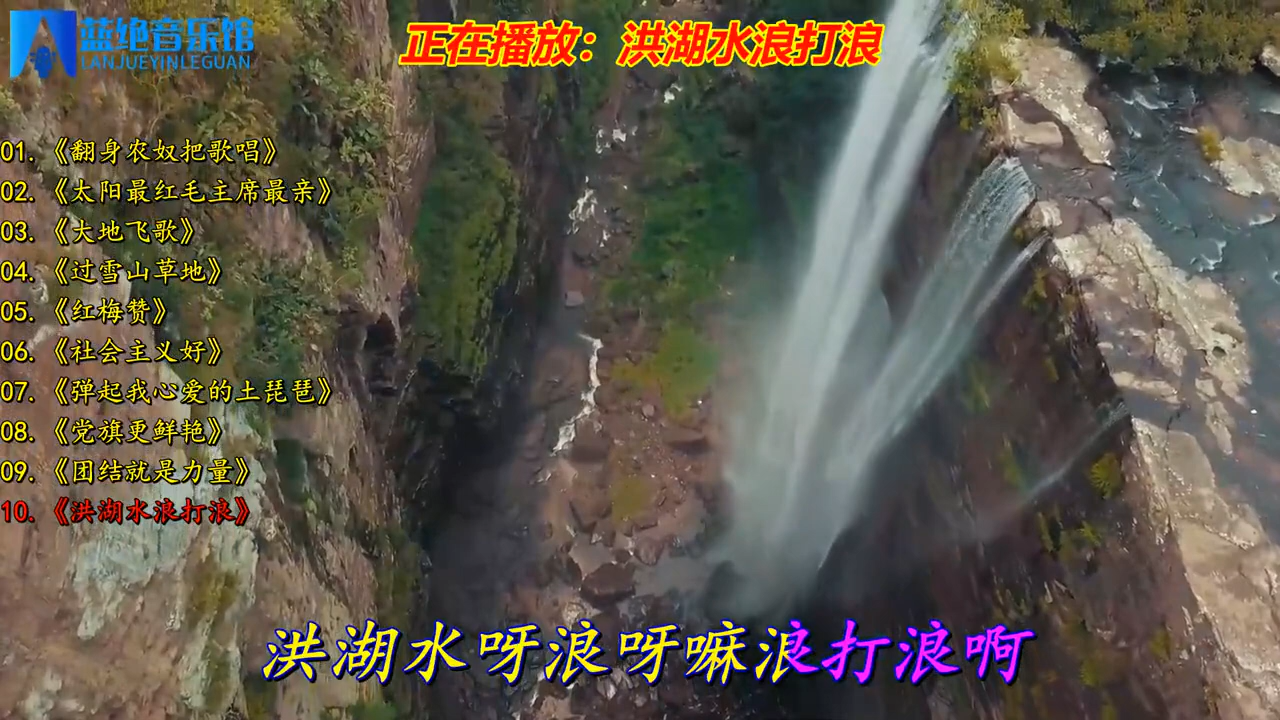 蓝绝音乐馆
LANJUEYINLEGUAN
正在播放：洪湖水浪打浪
01.《翻身农奴把歌唱》
02.《太阳最红毛主席最亲》
03.《大地飞歌》
04.《过雪山草地》
05.《红梅赞》
06.《社会主义好》
07.《弹起我心爱的土琵琶》
08.《党旗更鲜艳》
09.《团结就是力量》
10.《洪湖水浪打浪》
洪湖水呀浪呀嘛浪打浪啊